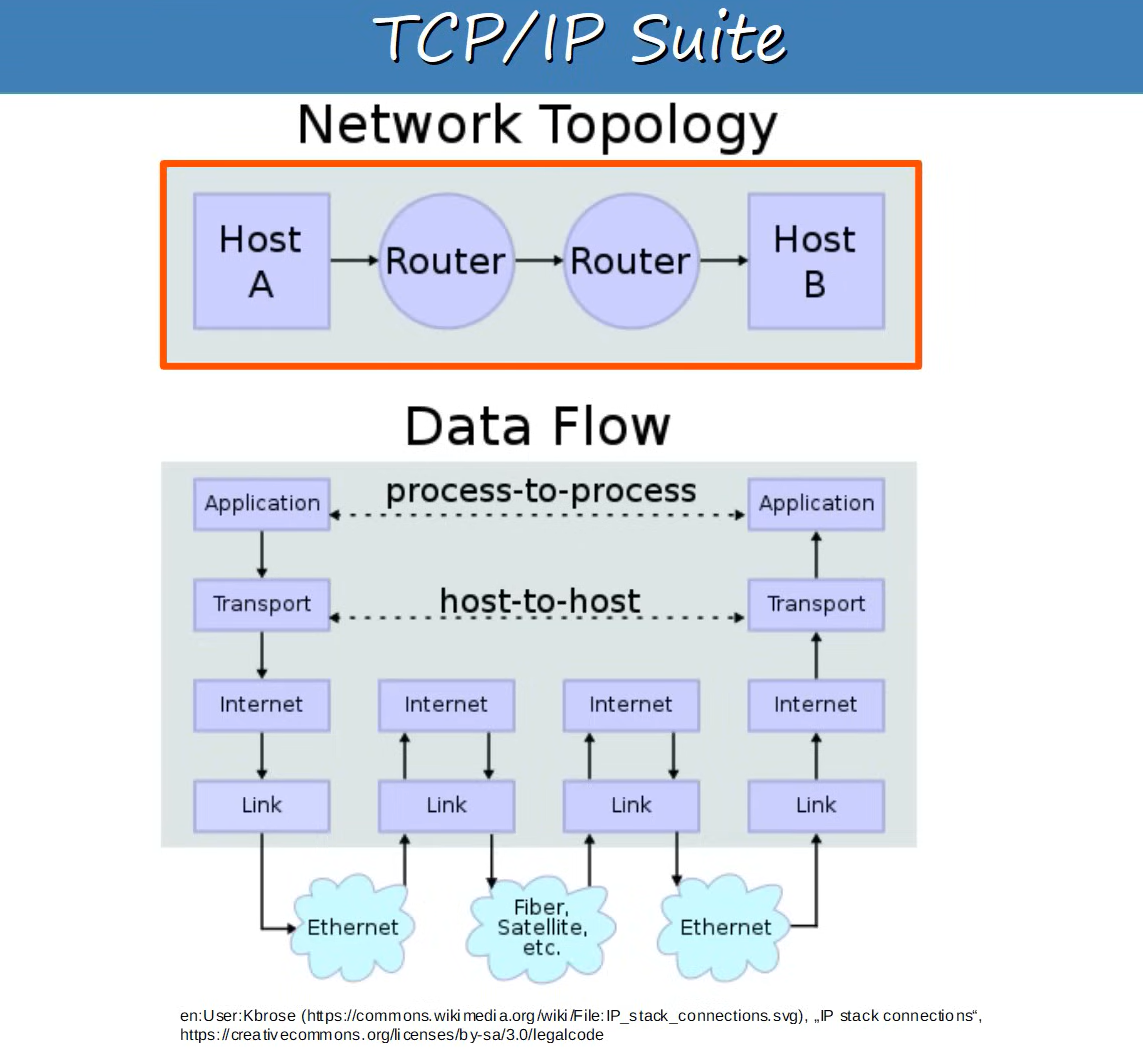 TCP/IP Suite
Network Topology
Host
A
Router
Router
Host
B
Data Flow
Application
process-to-process
Application
Transport
host-to-host
Transport
Internet
Internet
Internet
Internet
Link
Link
Link
Link
Ethernet
Fiber,
Satellite,
etc.
Ethernet
en:User:Kbrose (https://commons.wikimedia.org/wiki/File:IP_stack_connections.svg), „IP stack connections“,
https://creativecommons.org/licenses/by-sa/3.0/legalcode